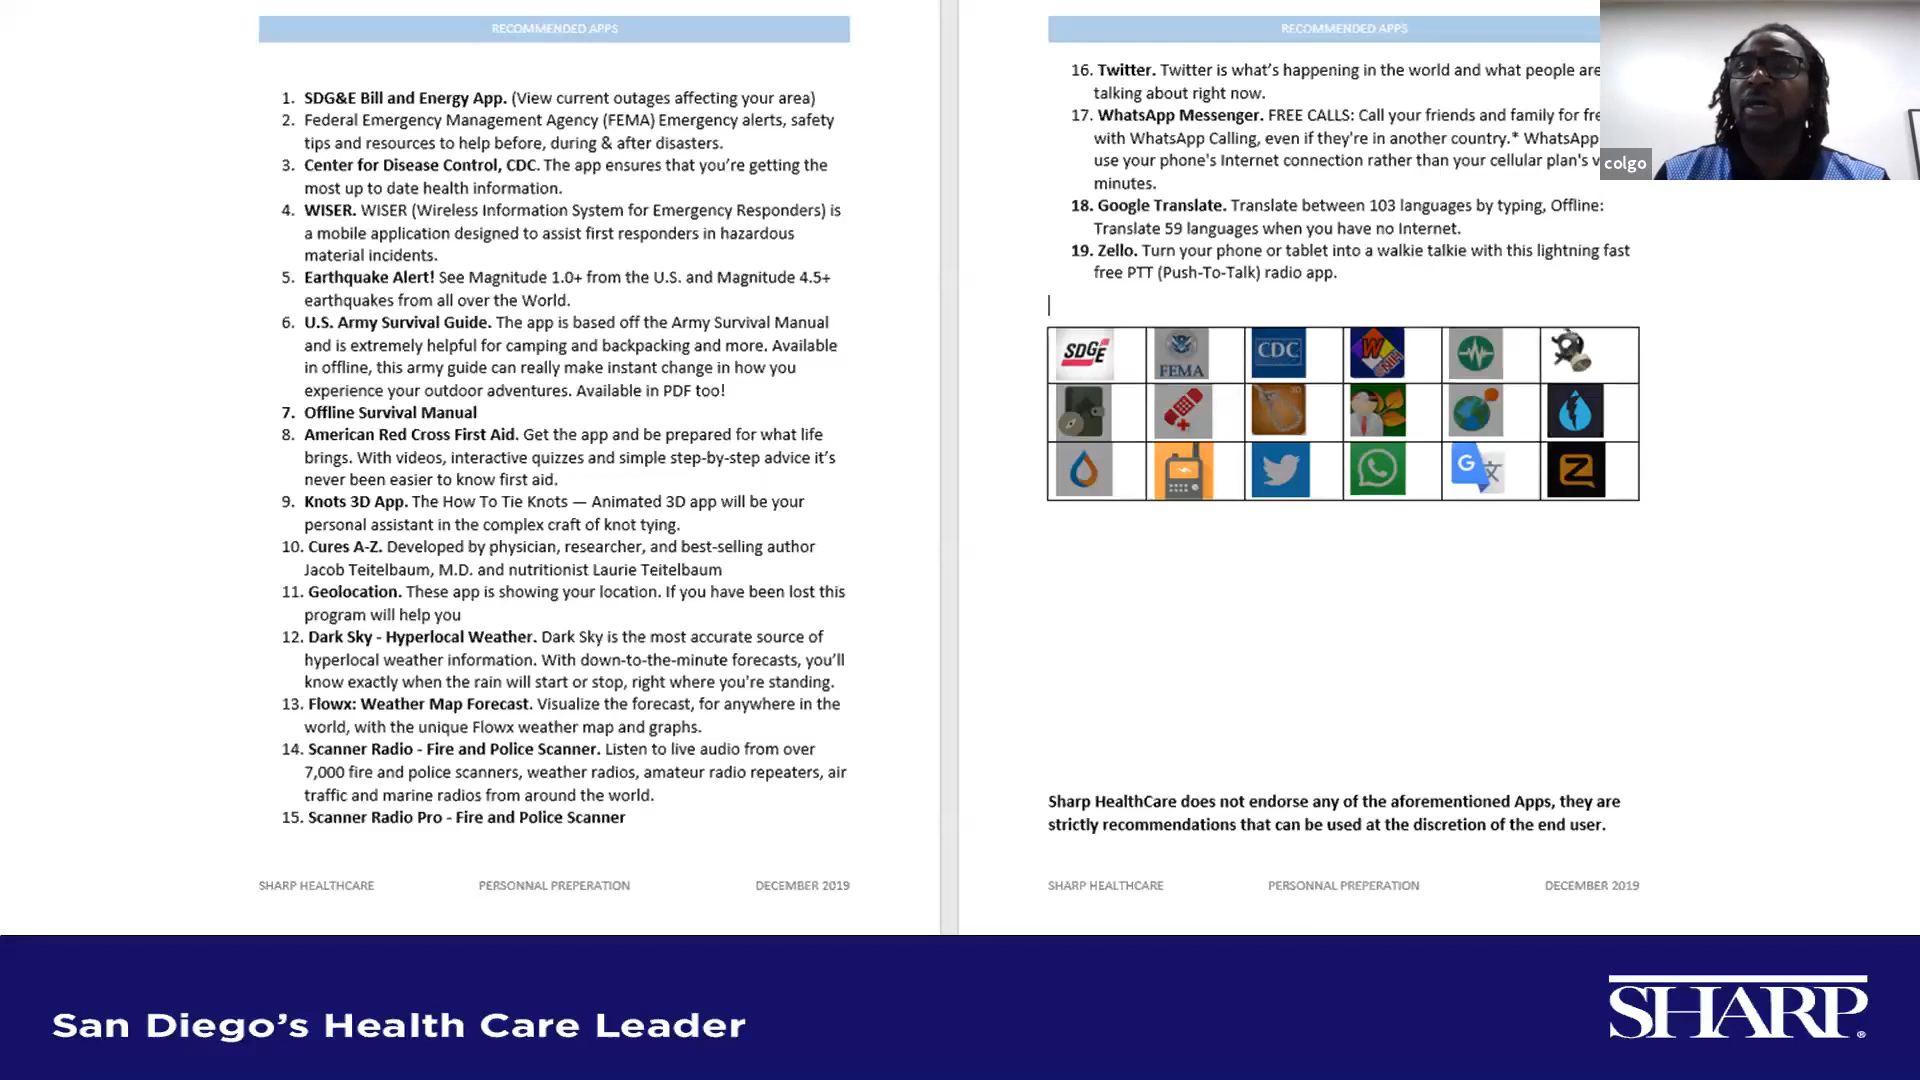 RECOMMENDED APPS
1. SDG&E Bill and Energy App. (View current outages affecting your area)
2. Federal Emergency Management Agency (FEMA) Emergency alerts, safety
tips and resources to help before, during & after disasters.
3. Center for Disease Control, CDC. The app ensures that you’re getting the
most up to date health information.
4. WISER. WISER (Wireless Information System for Emergency Responders) is
a mobile application designed to assist first responders in hazardous
material incidents.
5. Earthquake Alert! See Magnitude 1.0+ from the U.S. and Magnitude 4.5+
earthquakes from all over the World.
6. U.S. Army Survival Guide. The app is based off the Army Survival Manual
and is extremely helpful for camping and backpacking and more. Available
in offline, this army guide can really make instant change in how you
experience your outdoor adventures. Available in PDF too!
7. Offline Survival Manual
8. American Red Cross First Aid. Get the app and be prepared for what life
brings. With videos, interactive quizzes and simple step-by-step advice it’s
never been easier to know first aid.
9. Knots 3D App. The How To Tie Knots — Animated 3D app will be your
personal assistant in the complex craft of knot tying.
10. Cures A-Z. Developed by physician, researcher, and best-selling author
Jacob Teitelbaum, M.D. and nutritionist Laurie Teitelbaum
11. Geolocation. These app is showing your location. If you have been lost this
program will help you
12. Dark Sky - Hyperlocal Weather. Dark Sky is the most accurate source of
hyperlocal weather information. With down-to-the-minute forecasts, you’ll
know exactly when the rain will start or stop, right where you're standing.
13. Flowx: Weather Map Forecast. Visualize the forecast, for anywhere in the
world, with the unique Flowx weather map and graphs.
14. Scanner Radio - Fire and Police Scanner. Listen to live audio from over
7,000 fire and police scanners, weather radios, amateur radio repeaters, air
traffic and marine radios from around the world.
15. Scanner Radio Pro - Fire and Police Scanner
SHARP HEALTHCARE PERSONNAL PREPERATION DECEMBER 2019
RECOMMENDED APPS
16. Twitter. Twitter is what’s happening in the world and what people are
talking about right now.
17. WhatsApp Messenger. FREE CALLS: Call your friends and family for fre
with WhatsApp Calling, even if they're in another country.* WhatsApp
use your phone's Internet connection rather than your cellular plan's v
minutes.
18. Google Translate. Translate between 103 languages by typing, Offline:
Translate 59 languages when you have no Internet.
19. Zello. Turn your phone or tablet into a walkie talkie with this lightning fast
free PTT (Push-To-Talk) radio app.
SDGE FEMA CDC W NIH
3D
G 文 Z
Sharp HealthCare does not endorse any of the aforementioned Apps, they are
strictly recommendations that can be used at the discretion of the end user.
SHARP HEALTHCARE PERSONNAL PREPERATION DECEMBER 2019
colgo
San Diego’s Health Care Leader
SHARP®